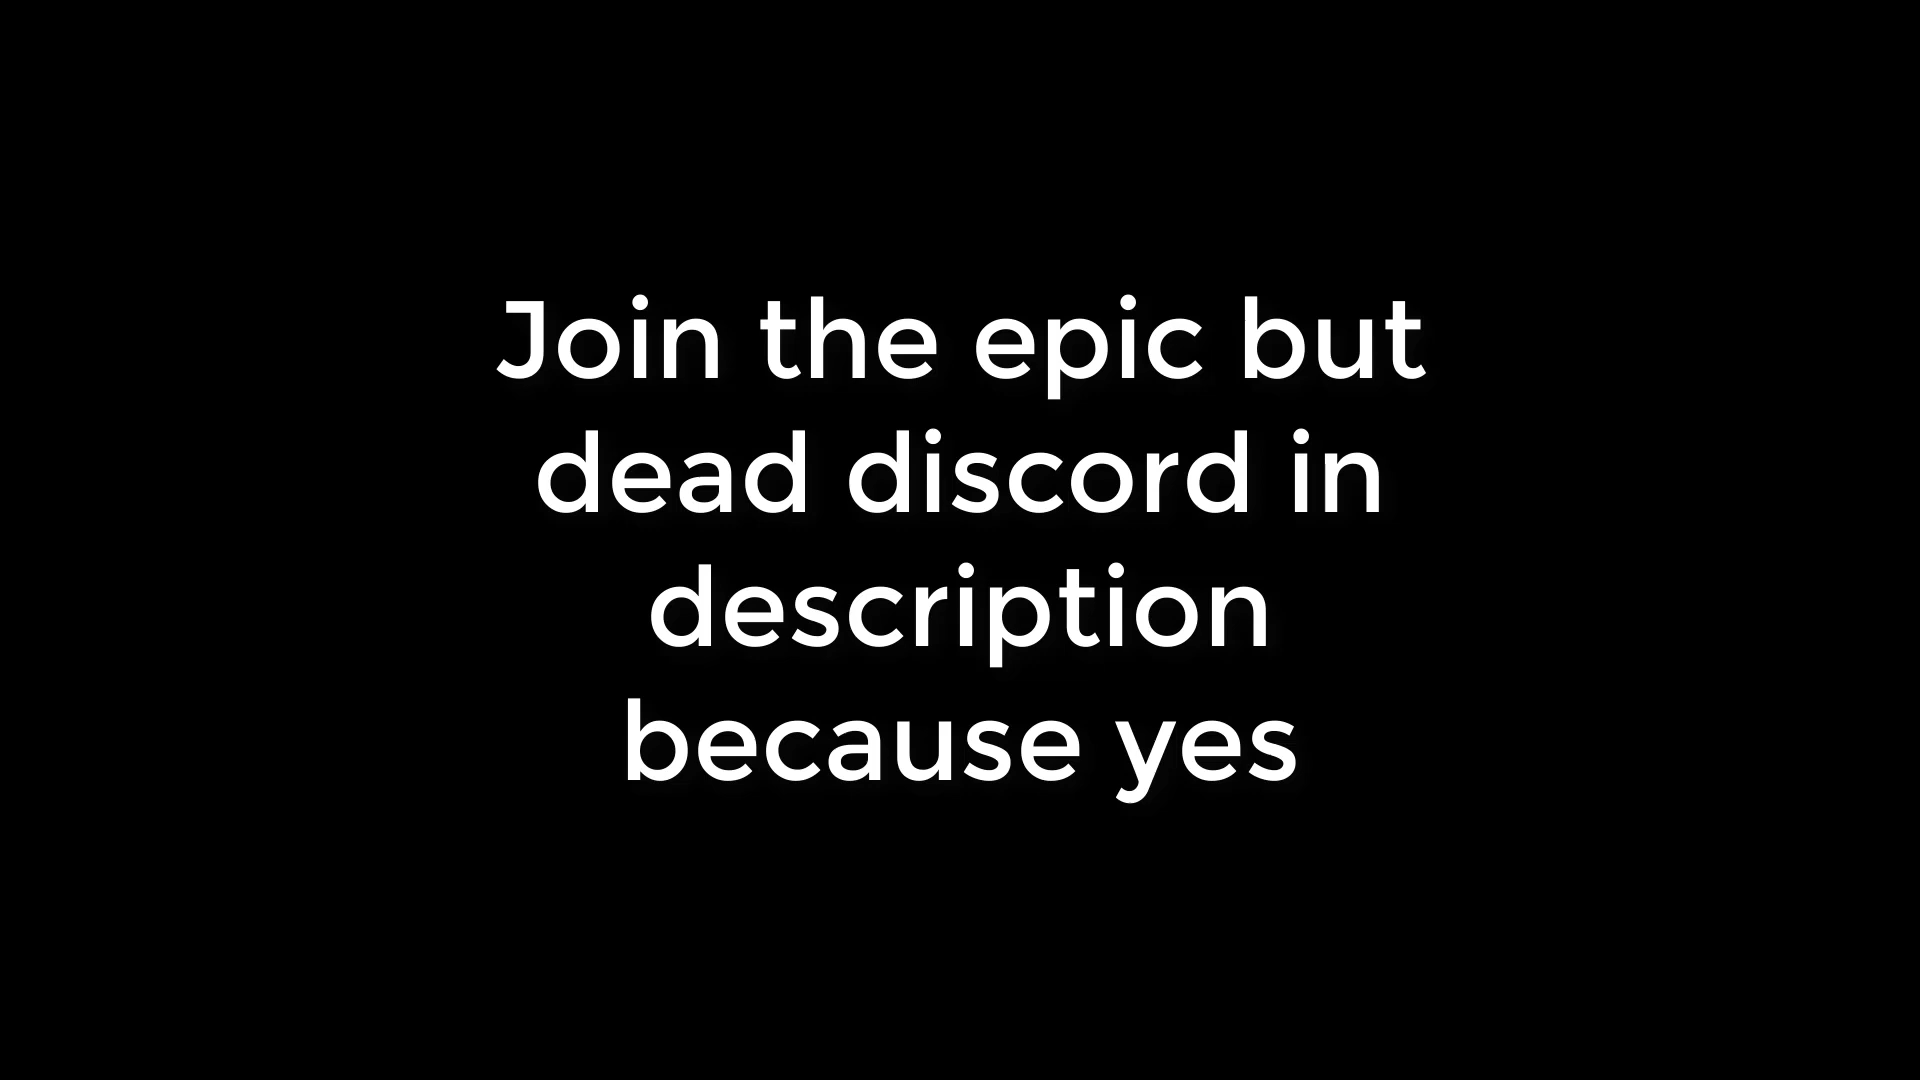 Join the epic but
dead discord in
description
because yes